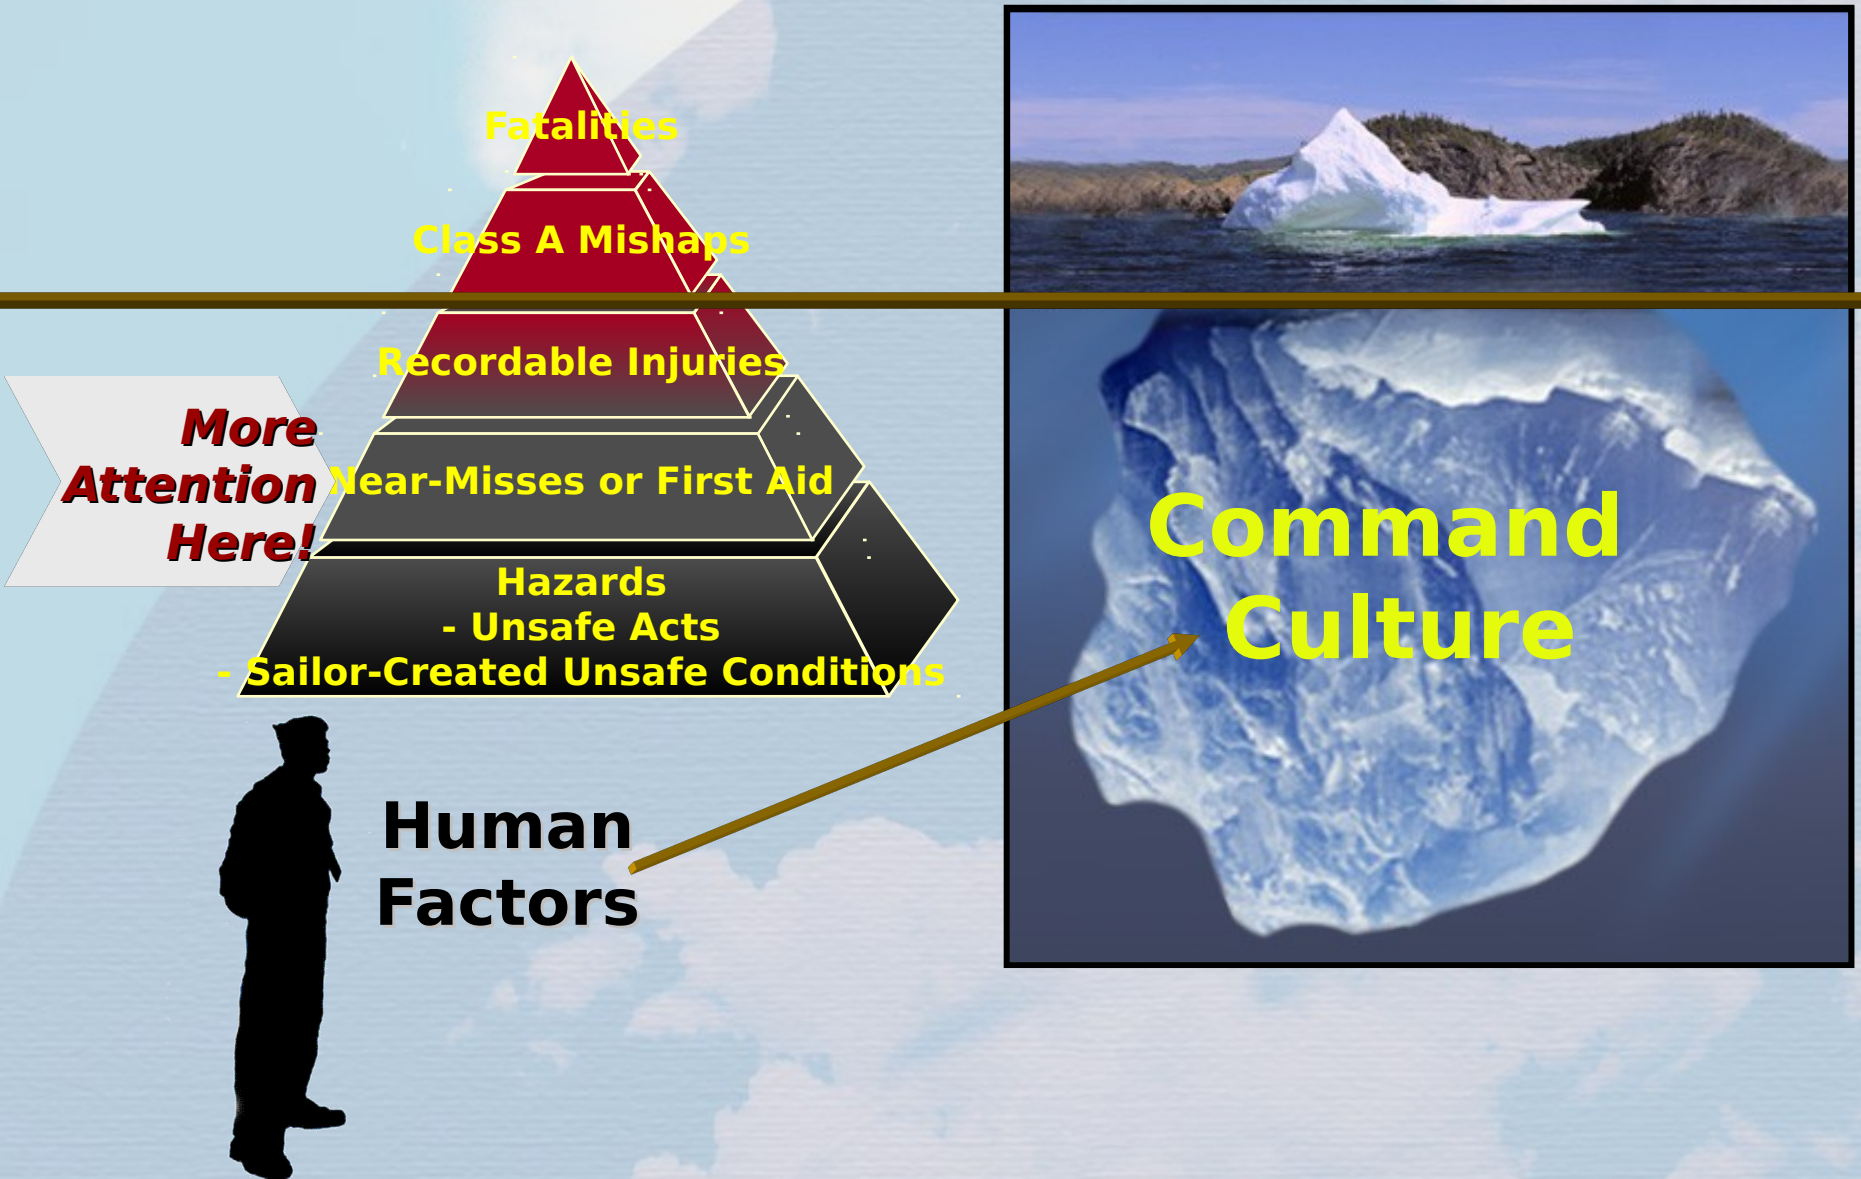 Fatalities
Class A Mishaps
Recordable Injuries
More
Attention
Here!
Near-Misses or First Aid
Hazards
- Unsafe Acts
- Sailor-Created Unsafe Conditions
Command
Culture
Human
Factors